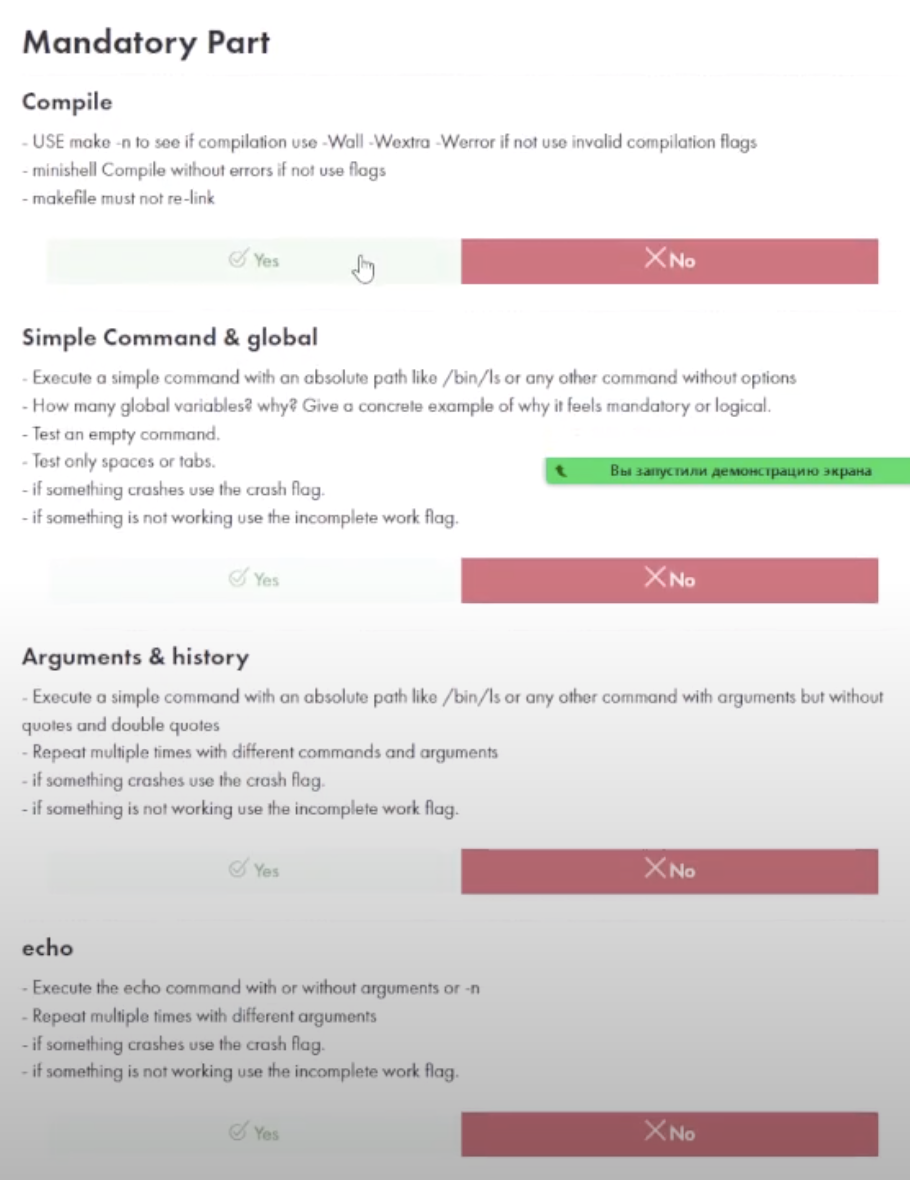 Mandatory Part
Compile
- USE make -n to see if compilation use -Wall -Wextra -Werror if not use invalid compilation flags
- minishell Compile without errors if not use flags
- makefile must not re-link
Yes
No
Simple Command & global
- Execute a simple command with an absolute path like /bin/ls or any other command without options
- How many global variables? why? Give a concrete example of why it feels mandatory or logical.
- Test an empty command.
- Test only spaces or tabs.
Вы запустили демонстрацию экрана
- if something crashes use the crash flag.
- if something is not working use the incomplete work flag.
Yes
No
Arguments & history
- Execute a simple command with an absolute path like /bin/ls or any other command with arguments but without
quotes and double quotes
- Repeat multiple times with different commands and arguments
- if something crashes use the crash flag.
- if something is not working use the incomplete work flag.
Yes
No
echo
- Execute the echo command with or without arguments or -n
- Repeat multiple times with different arguments
- if something crashes use the crash flag.
- if something is not working use the incomplete work flag.
Yes
No